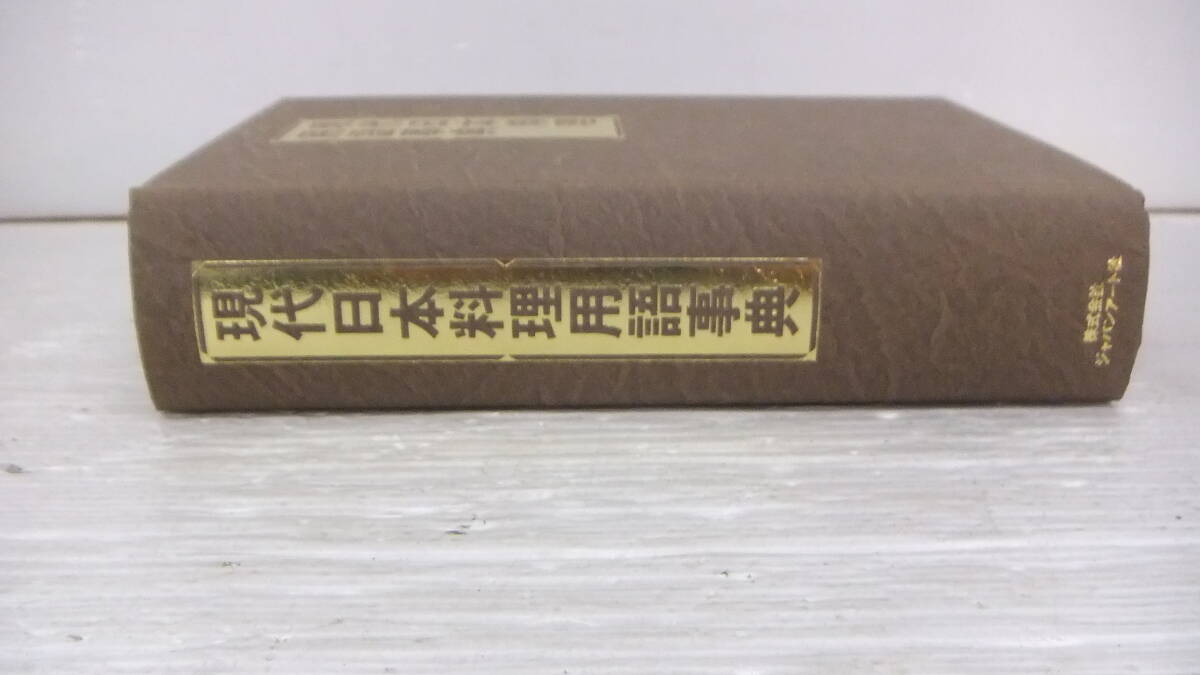 現代日本料理用語事典
株式会社
ジャパンアート社